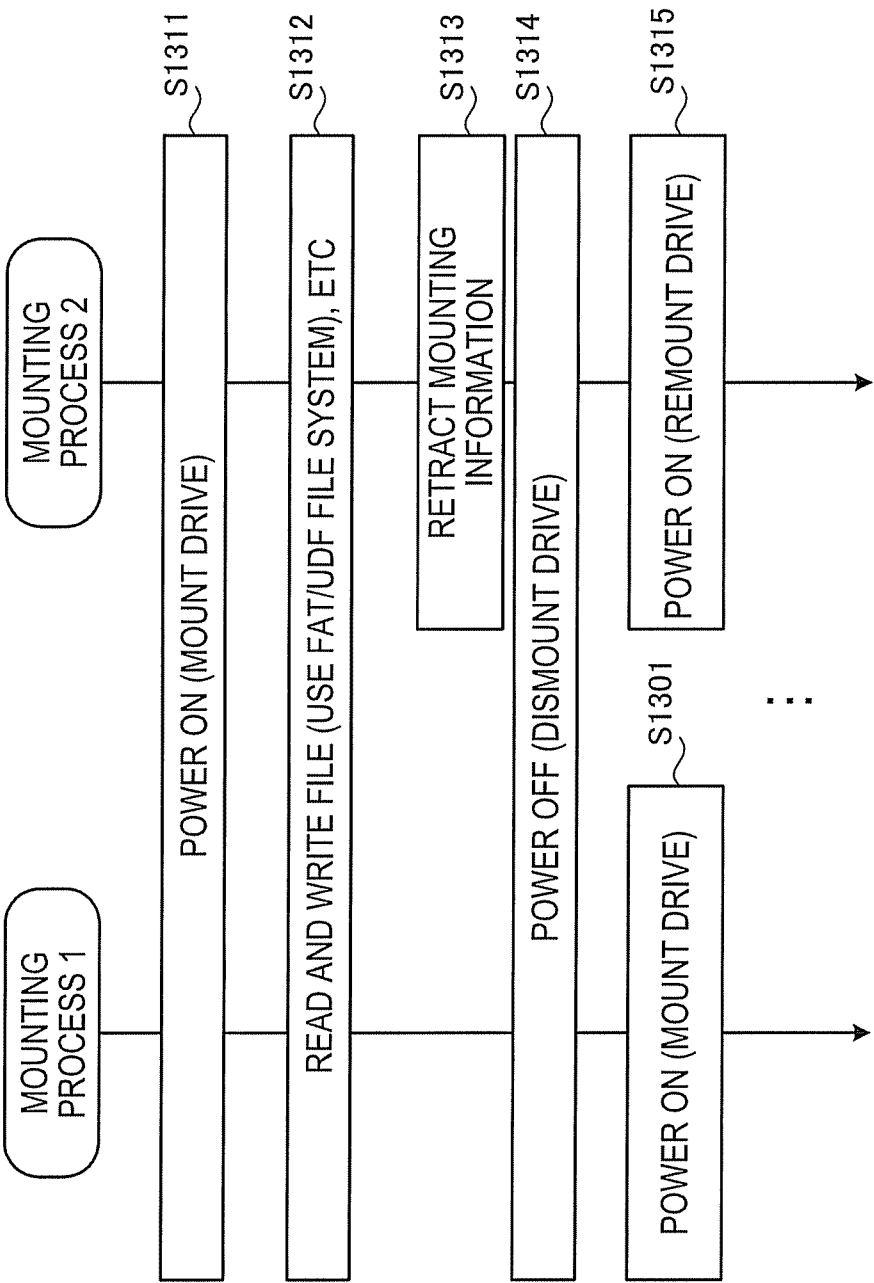 MOUNTING
PROCESS 1
MOUNTING
PROCESS 2
POWER ON (MOUNT DRIVE)
S1311
READ AND WRITE FILE (USE FAT/UDF FILE SYSTEM), ETC
S1312
RETRACT MOUNTING
INFORMATION
S1313
POWER OFF (DISMOUNT DRIVE)
S1314
POWER ON (MOUNT DRIVE)
S1301
POWER ON (REMOUNT DRIVE)
S1315
...